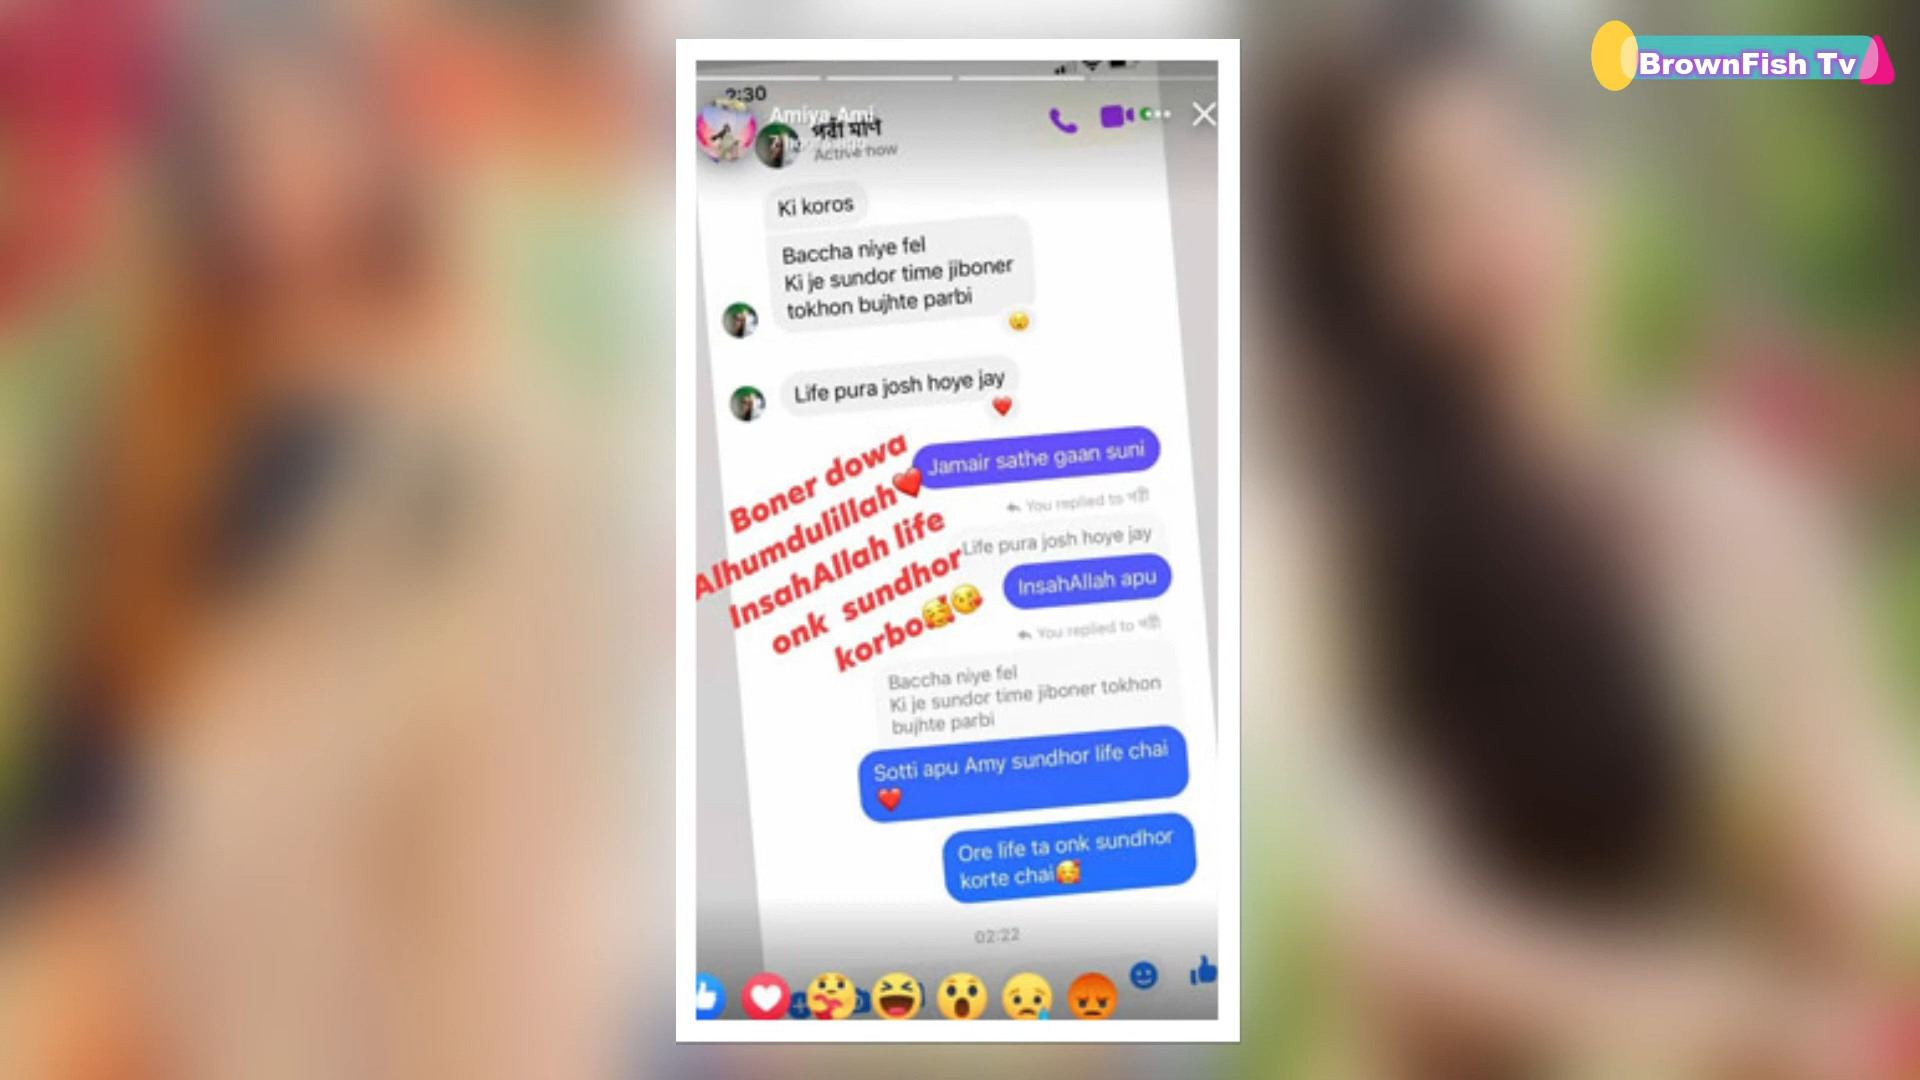 BrownFish Tv
2:30
Amiya Ami
পরী মণি
Active now
Ki koros
Baccha niye fel
Ki je sundor time jiboner
tokhon bujhte parbi
Life pura josh hoye jay
Jamair sathe gaan suni
You replied to পরী
Life pura josh hoye jay
InsahAllah apu
You replied to পরী
Baccha niye fel
Ki je sundor time jiboner tokhon
bujhte parbi
Sotti apu Amy sundhor life chai
❤️
Ore life ta onk sundhor
korte chai🥰
02:22
Boner dowa
Alhumdulillah❤️
InsahAllah life
onk sundhor
korbo🥰😘